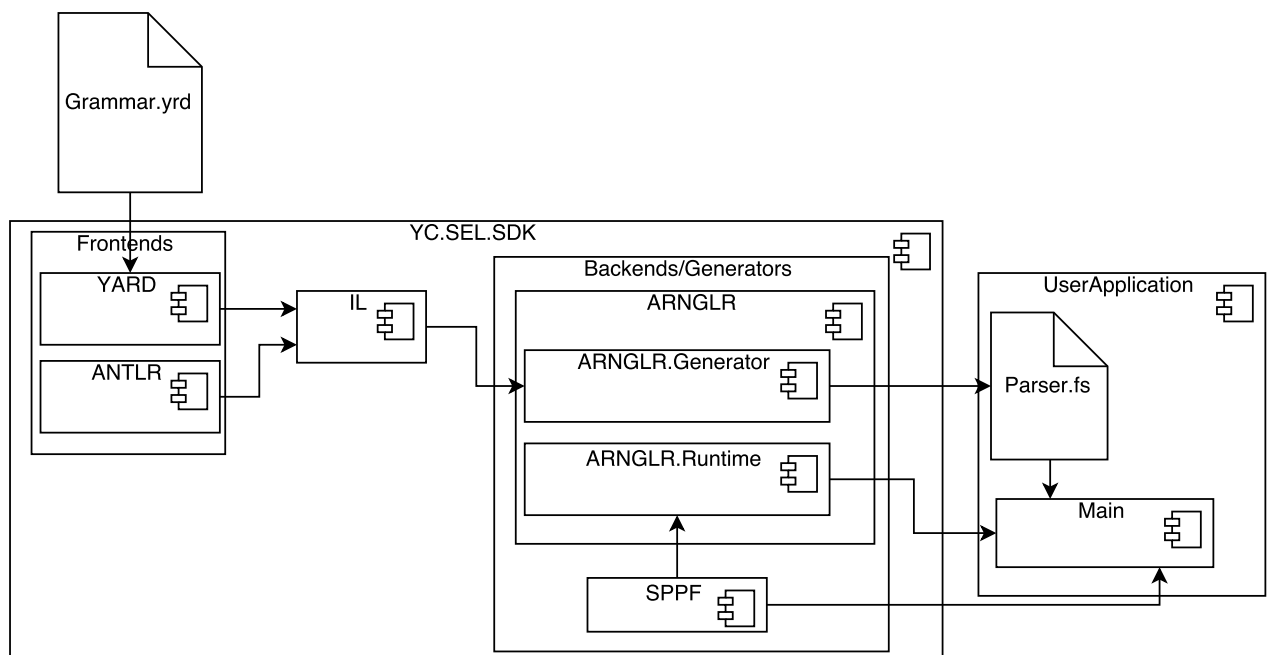 Grammar.yrd
YC.SEL.SDK
Frontends
YARD
ANTLR
IL
Backends/Generators
ARNGLR
ARNGLR.Generator
ARNGLR.Runtime
SPPF
UserApplication
Parser.fs
Main